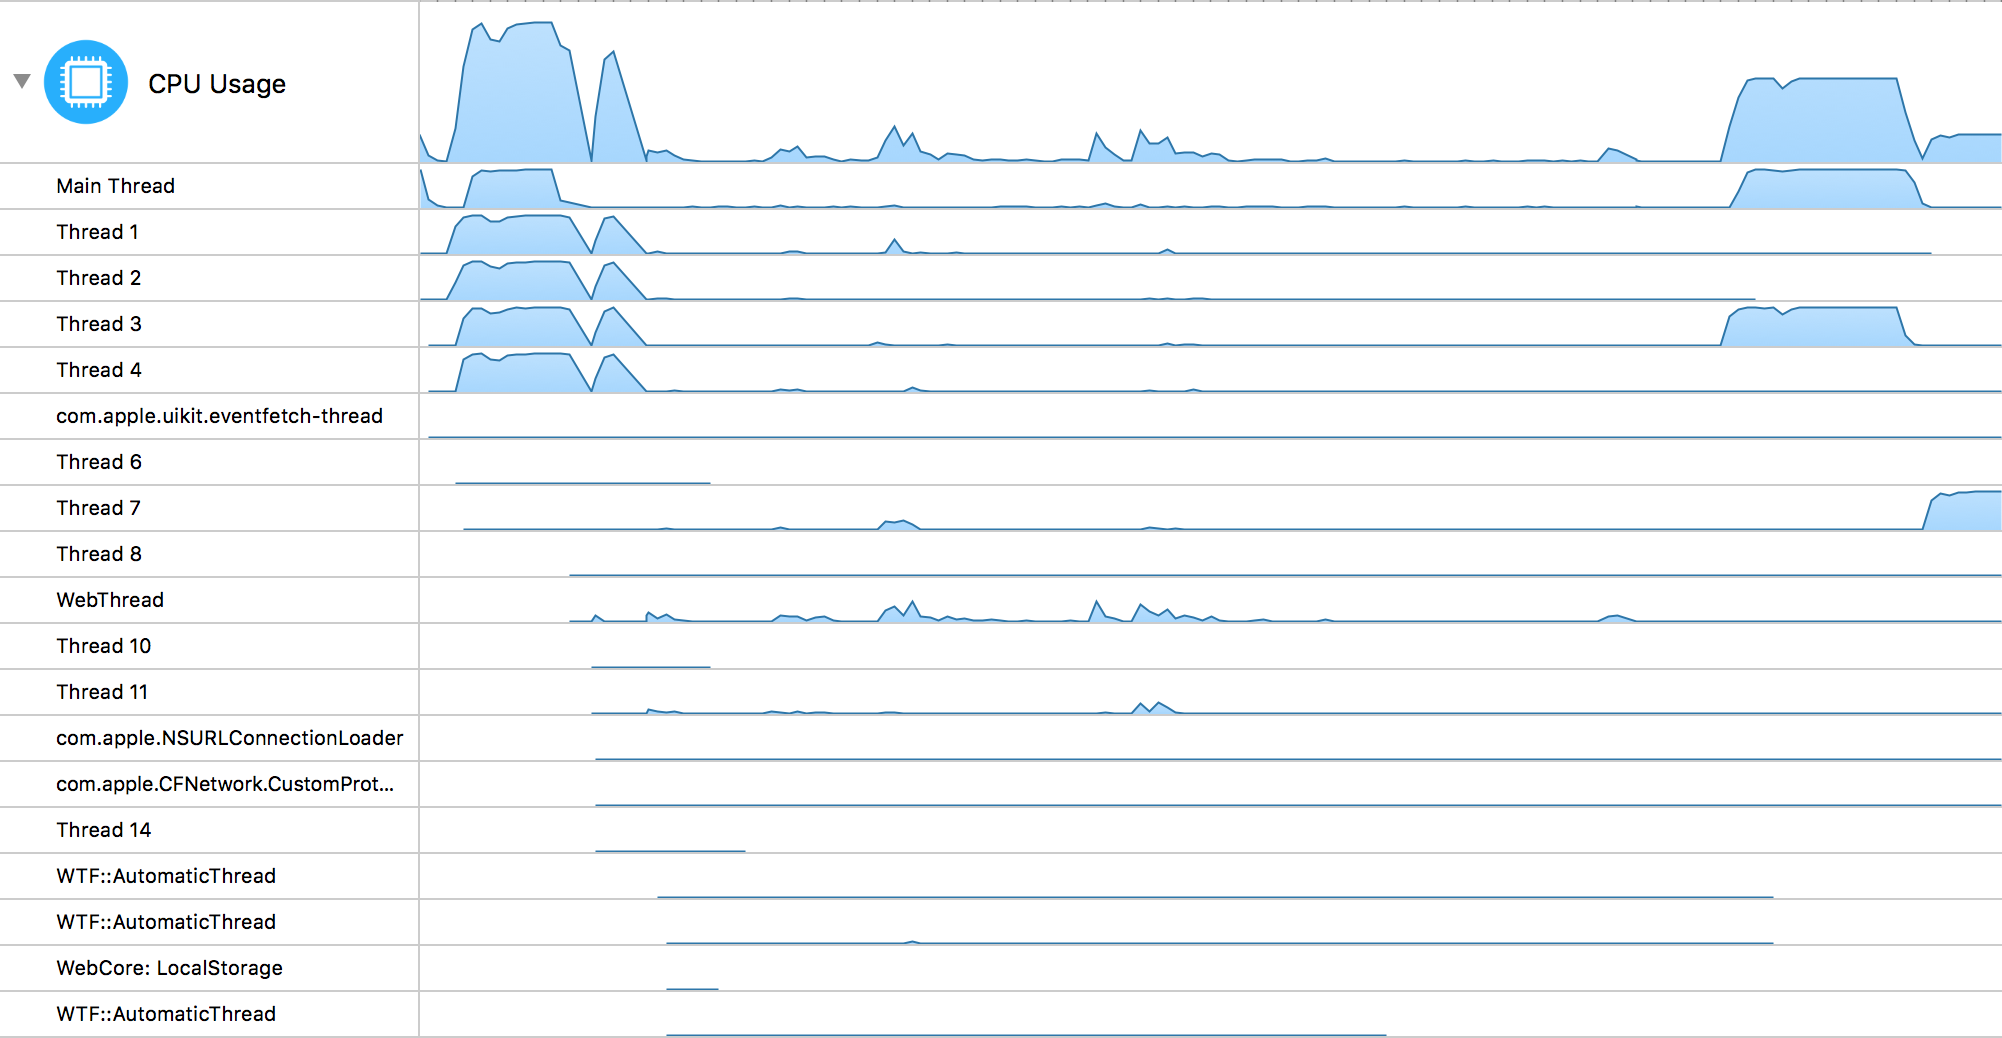 CPU Usage
Main Thread
Thread 1
Thread 2
Thread 3
Thread 4
com.apple.uikit.eventfetch-thread
Thread 6
Thread 7
Thread 8
WebThread
Thread 10
Thread 11
com.apple.NSURLConnectionLoader
com.apple.CFNetwork.CustomProt...
Thread 14
WTF::AutomaticThread
WTF::AutomaticThread
WebCore: LocalStorage
WTF::AutomaticThread